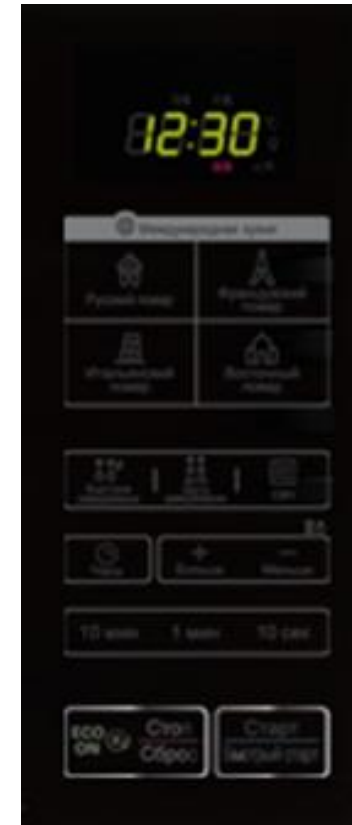 12:30
Международная кухня
Русский повар
Французский повар
Итальянский повар
Восточный повар
Часы
Больше
Меньше
10 мин 1 мин 10 сек
ECO ON
Стоп
Сброс
Старт
Быстрый старт